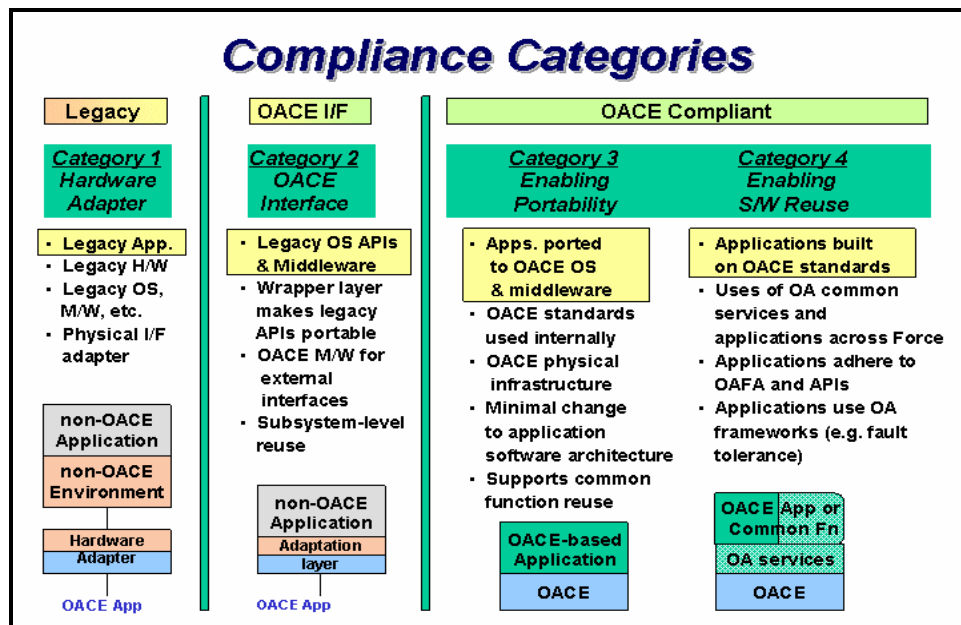 Compliance Categories
Legacy
Category 1
Hardware
Adapter
• Legacy App.
• Legacy H/W
• Legacy OS,
M/W, etc.
• Physical I/F
adapter
non-OACE
Application
non-OACE
Environment
Hardware
Adapter
OACE App
OACE I/F
Category 2
OACE
Interface
• Legacy OS APIs
& Middleware
• Wrapper layer
makes legacy
APIs portable
• OACE M/W for
external
interfaces
• Subsystem-level
reuse
non-OACE
Application
Adaptation
layer
OACE App
OACE Compliant
Category 3
Enabling
Portability
• Apps. ported
to OACE OS
& middleware
• OACE standards
used internally
• OACE physical
infrastructure
• Minimal change
to application
software architecture
• Supports common
function reuse
OACE-based
Application
OACE
Category 4
Enabling
S/W Reuse
• Applications built
on OACE standards
• Uses of OA common
services and
applications across Force
• Applications adhere to
OAFA and APIs
• Applications use OA
frameworks (e.g. fault
tolerance)
OACE App or
Common Fn
OA services
OACE